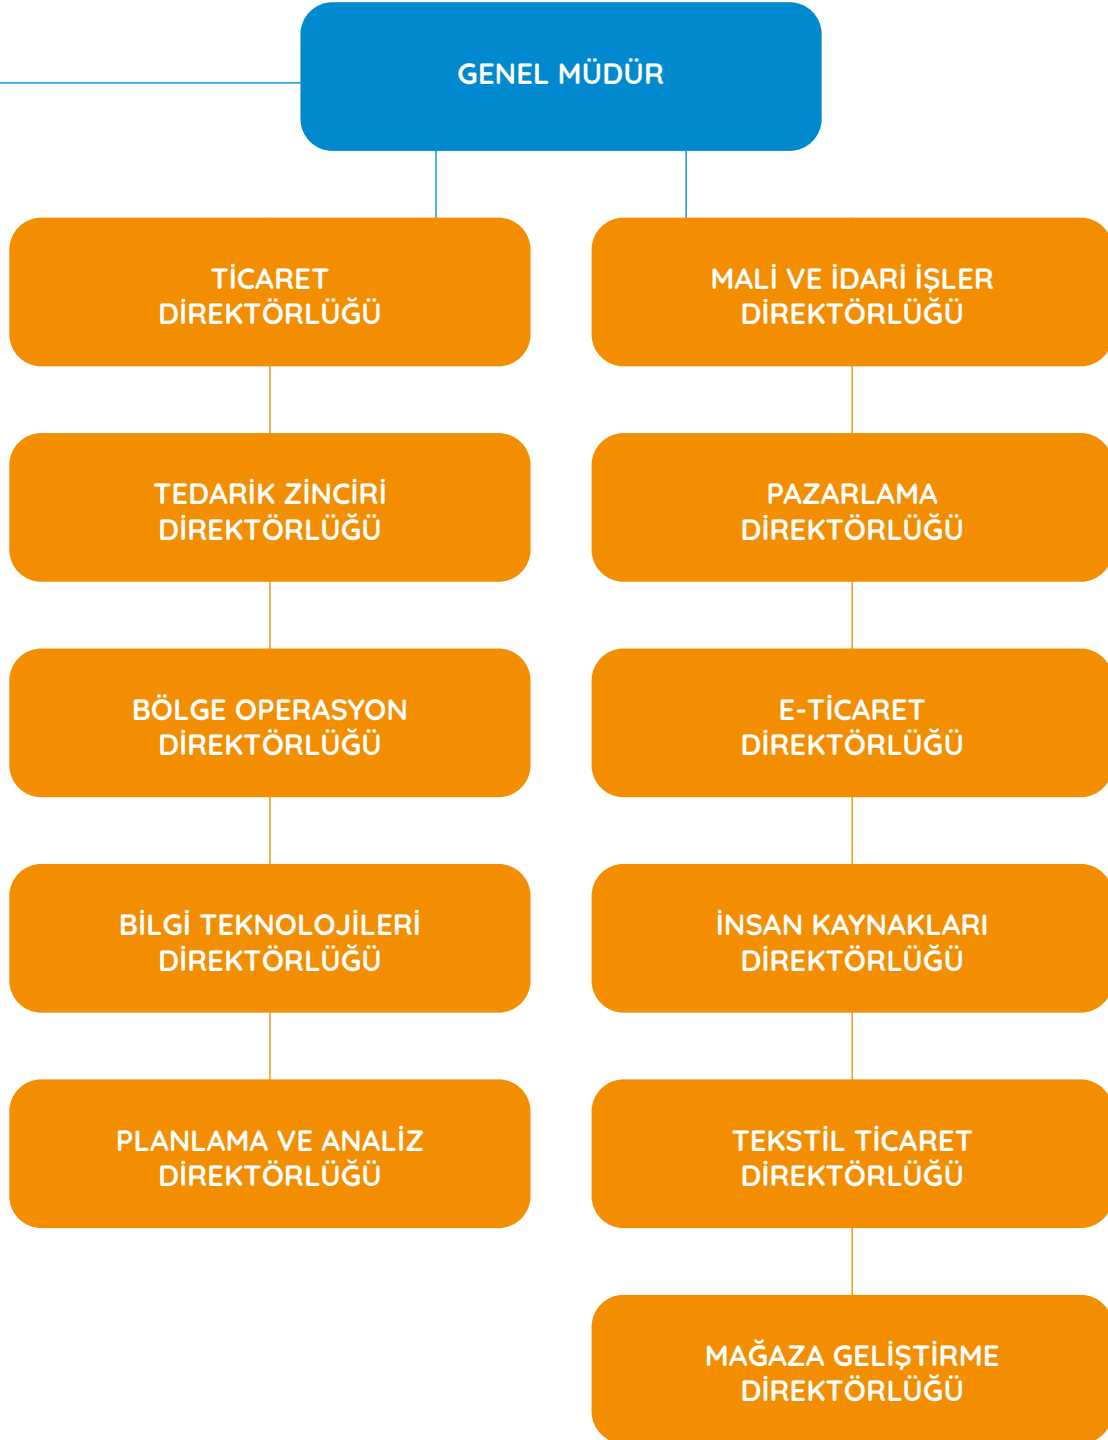 GENEL MÜDÜR
TİCARET
DİREKTÖRLÜĞÜ
MALİ VE İDARİ İŞLER
DİREKTÖRLÜĞÜ
TEDARİK ZİNCİRİ
DİREKTÖRLÜĞÜ
PAZARLAMA
DİREKTÖRLÜĞÜ
BÖLGE OPERASYON
DİREKTÖRLÜĞÜ
E-TİCARET
DİREKTÖRLÜĞÜ
BİLGİ TEKNOLOJİLERİ
DİREKTÖRLÜĞÜ
İNSAN KAYNAKLARI
DİREKTÖRLÜĞÜ
PLANLAMA VE ANALİZ
DİREKTÖRLÜĞÜ
TEKSTİL TİCARET
DİREKTÖRLÜĞÜ
MAĞAZA GELİŞTİRME
DİREKTÖRLÜĞÜ